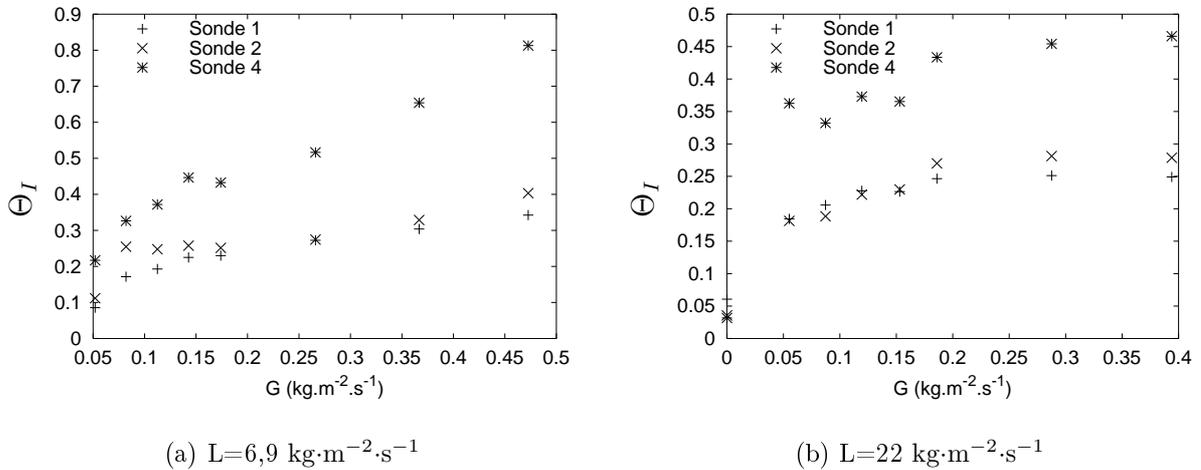 0.9
0.8
0.7
0.6
0.5
0.4
0.3
0.2
0.1
0
Θ_I
Sonde 1
Sonde 2
Sonde 4
0.05 0.1 0.15 0.2 0.25 0.3 0.35 0.4 0.45 0.5
G (kg.m⁻².s⁻¹)
(a) L=6,9 kg·m⁻²·s⁻¹
0.5
0.45
0.4
0.35
0.3
0.25
0.2
0.15
0.1
0.05
0
Θ_I
Sonde 1
Sonde 2
Sonde 4
0 0.05 0.1 0.15 0.2 0.25 0.3 0.35 0.4
G (kg.m⁻².s⁻¹)
(b) L=22 kg·m⁻²·s⁻¹